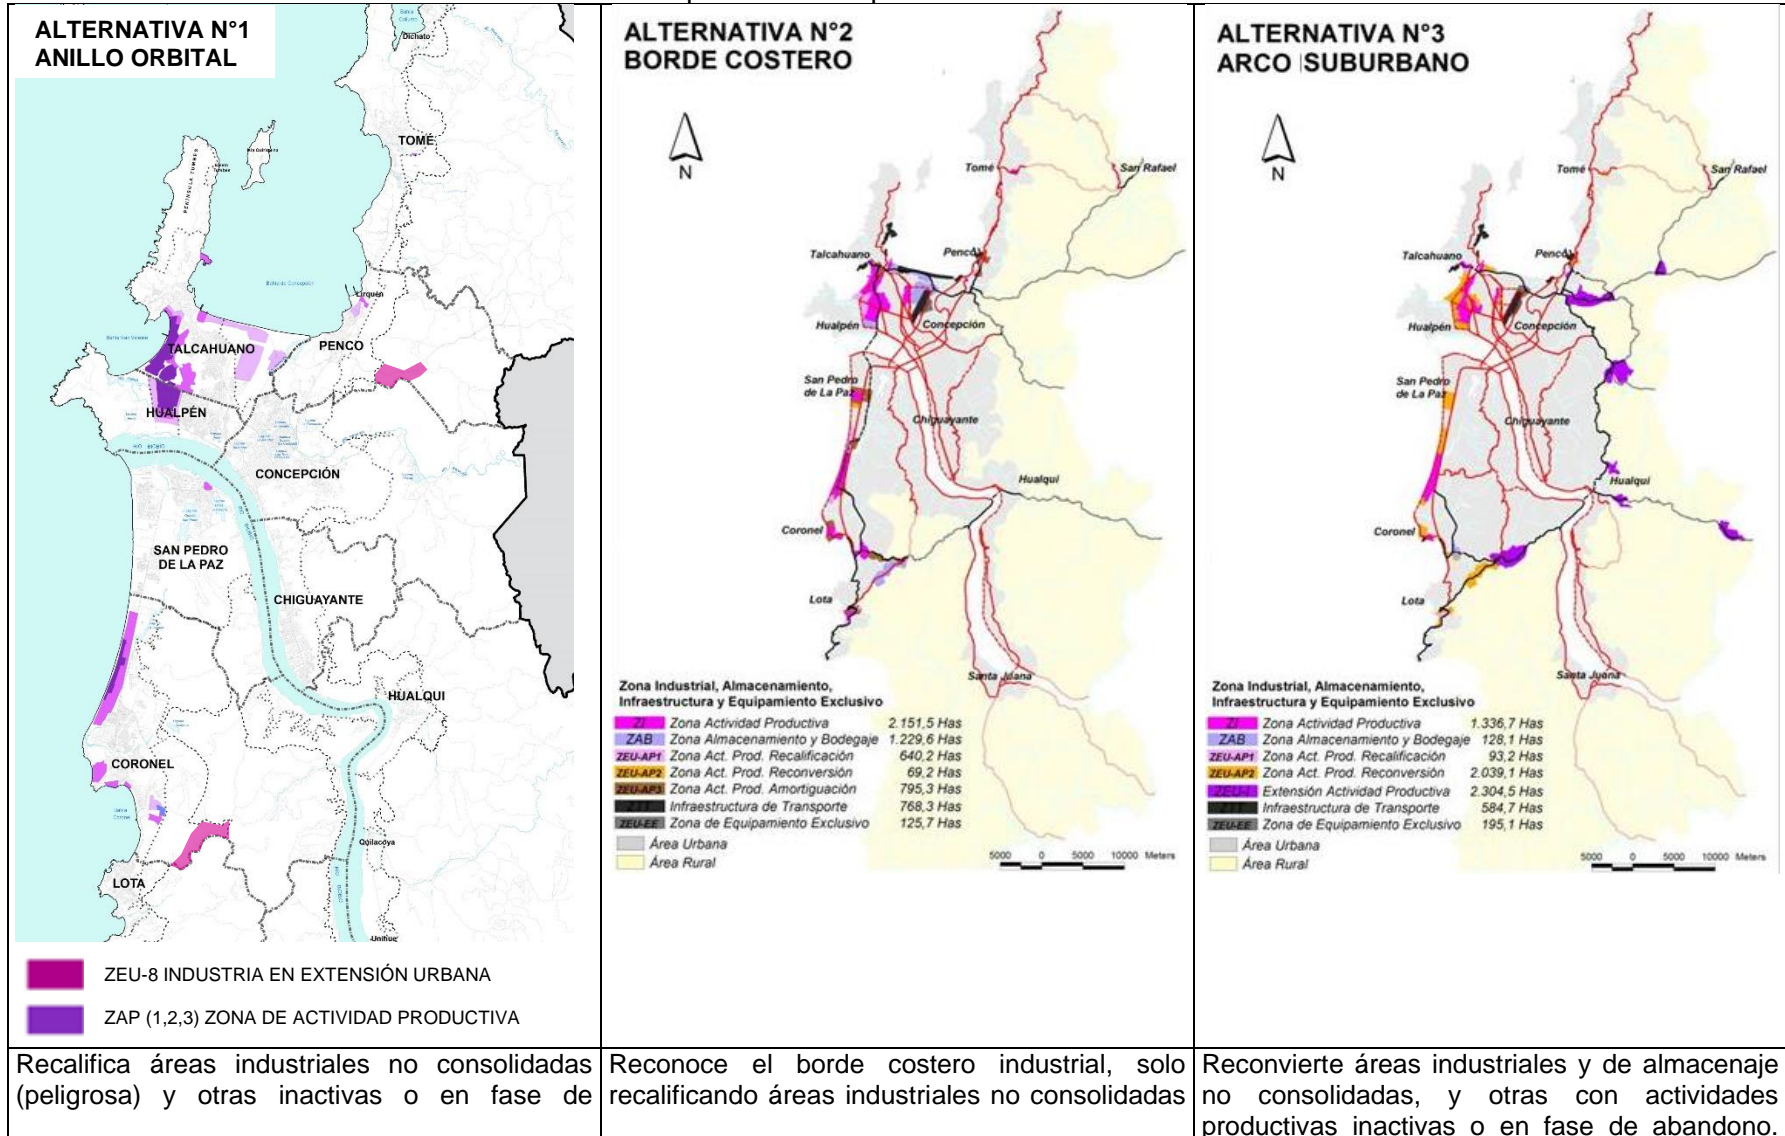 ALTERNATIVA N°1
ANILLO ORBITAL
Dichato
TOMÉ
PENINSULA TUMBES
Lirquén
TALCAHUANO
PENCO
HUALPÉN
RIO BIOBIO
CONCEPCIÓN
SAN PEDRO
DE LA PAZ
CHIGUAYANTE
HUALQUI
CORONEL
Quilacoya
LOTA
Unihue
ZEU-8 INDUSTRIA EN EXTENSIÓN URBANA
ZAP (1,2,3) ZONA DE ACTIVIDAD PRODUCTIVA
Recalifica áreas industriales no consolidadas
(peligrosa) y otras inactivas o en fase de
ALTERNATIVA N°2
BORDE COSTERO
N
Tomé
San Rafael
Talcahuano
Penco
Hualpén
Concepción
San Pedro
de La Paz
Chiguayante
Hualqui
Coronel
Lota
Santa Juana
Zona Industrial, Almacenamiento,
Infraestructura y Equipamiento Exclusivo
ZI Zona Actividad Productiva 2.151,5 Has
ZAB Zona Almacenamiento y Bodegaje 1.229,6 Has
ZEU-AP1 Zona Act. Prod. Recalificación 640,2 Has
ZEU-AP2 Zona Act. Prod. Reconversión 69,2 Has
ZEU-AP3 Zona Act. Prod. Amortiguación 795,3 Has
ZTT Infraestructura de Transporte 768,3 Has
ZEU-EE Zona de Equipamiento Exclusivo 125,7 Has
Área Urbana
Área Rural
5000 0 5000 10000 Meters
Reconoce el borde costero industrial, solo
recalificando áreas industriales no consolidadas
ALTERNATIVA N°3
ARCO SUBURBANO
N
Tomé
San Rafael
Talcahuano
Penco
Hualpén
Concepción
San Pedro
de La Paz
Chiguayante
Hualqui
Coronel
Lota
Santa Juana
Zona Industrial, Almacenamiento,
Infraestructura y Equipamiento Exclusivo
ZI Zona Actividad Productiva 1.336,7 Has
ZAB Zona Almacenamiento y Bodegaje 128,1 Has
ZEU-AP1 Zona Act. Prod. Recalificación 93,2 Has
ZEU-AP2 Zona Act. Prod. Reconversión 2.039,1 Has
ZEU-I Extensión Actividad Productiva 2.304,5 Has
ZTT Infraestructura de Transporte 584,7 Has
ZEU-EE Zona de Equipamiento Exclusivo 195,1 Has
Área Urbana
Área Rural
5000 0 5000 10000 Meters
Reconvierte áreas industriales y de almacenaje
no consolidadas, y otras con actividades
productivas inactivas o en fase de abandono.